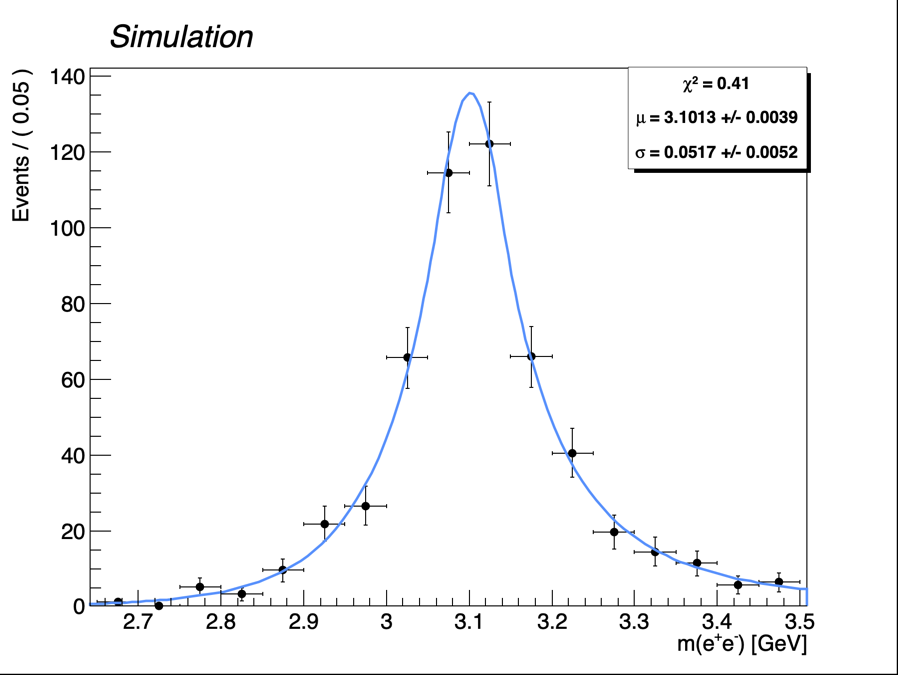 Simulation
Events / ( 0.05 )
140
120
100
80
60
40
20
0
χ² = 0.41
μ = 3.1013 +/- 0.0039
σ = 0.0517 +/- 0.0052
2.7 2.8 2.9 3 3.1 3.2 3.3 3.4 3.5
m(e⁺e⁻) [GeV]